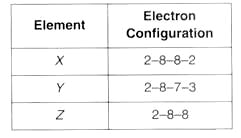 Element Electron Configuration
X 2–8–8–2
Y 2–8–7–3
Z 2–8–8